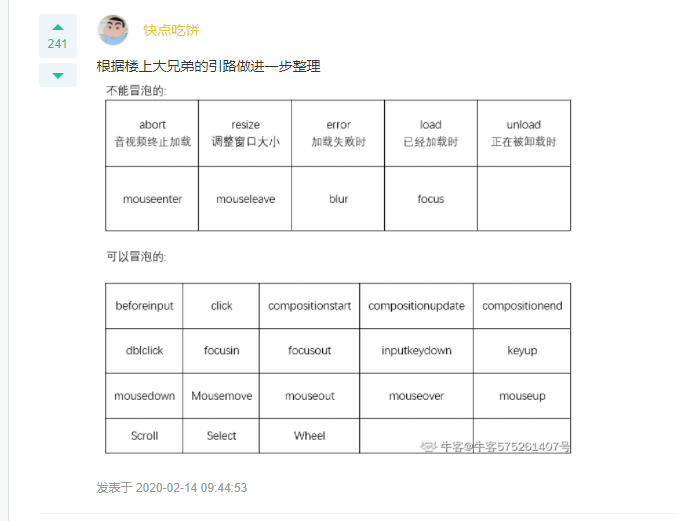 241
快点吃饼
根据楼上大兄弟的引路做进一步整理
不能冒泡的:
abort resize error load unload
音视频终止加载 调整窗口大小 加载失败时 已经加载时 正在被卸载时
mouseenter mouseleave blur focus
可以冒泡的:
beforeinput click compositionstart compositionupdate compositionend
dblclick focusin focusout inputkeydown keyup
mousedown Mousemove mouseout mouseover mouseup
Scroll Select Wheel
牛客@牛客575261407号
发表于 2020-02-14 09:44:53